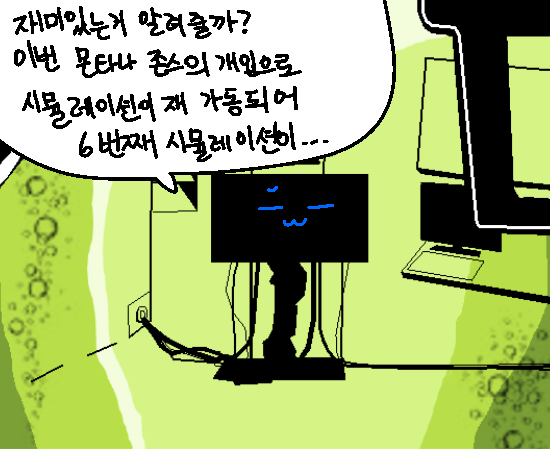 재미있는거 알려줄까?
이번 몬타나 존스의 개입으로
시뮬레이션이 재 가동되어
6번째 시뮬레이션이...